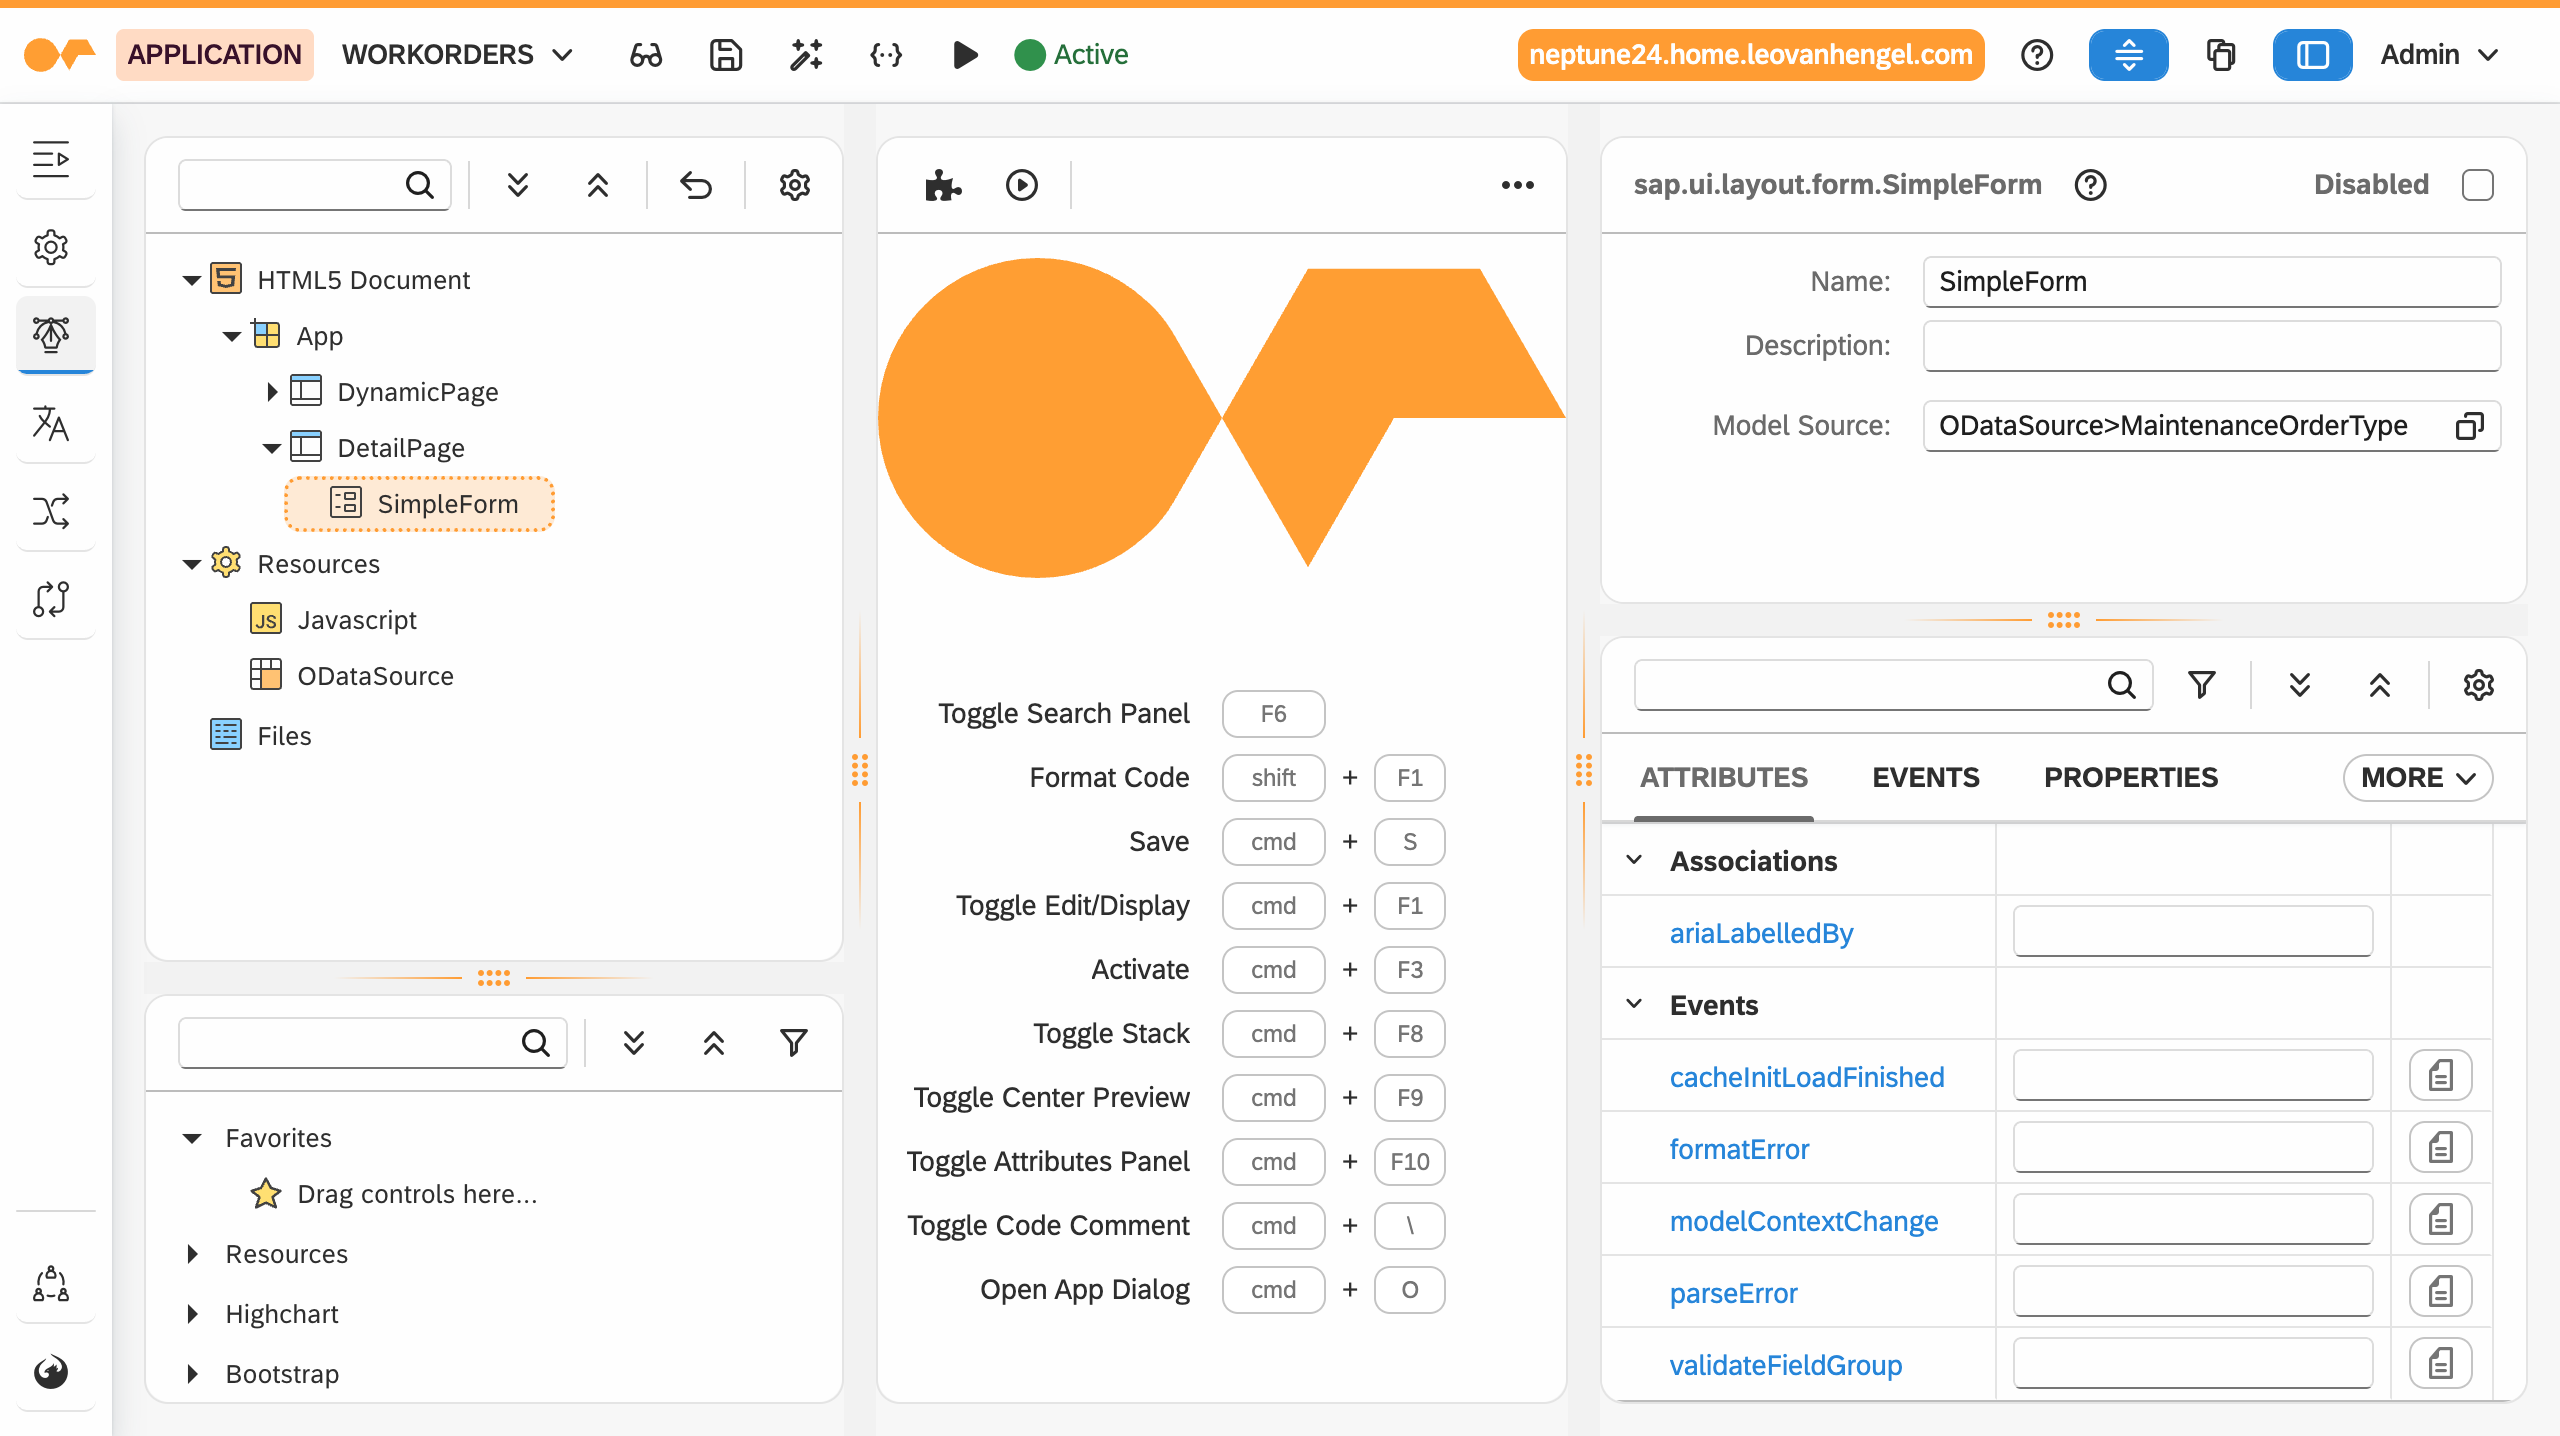 APPLICATION WORKORDERS Active neptune24.home.leovanhengel.com Admin
HTML5 Document
App
DynamicPage
DetailPage
SimpleForm
Resources
JS Javascript
ODataSource
Files
Favorites
Drag controls here...
Resources
Highchart
Bootstrap
Toggle Search Panel F6
Format Code shift + F1
Save cmd + S
Toggle Edit/Display cmd + F1
Activate cmd + F3
Toggle Stack cmd + F8
Toggle Center Preview cmd + F9
Toggle Attributes Panel cmd + F10
Toggle Code Comment cmd + \
Open App Dialog cmd + O
sap.ui.layout.form.SimpleForm Disabled
Name: SimpleForm
Description:
Model Source: ODataSource>MaintenanceOrderType
ATTRIBUTES EVENTS PROPERTIES MORE
Associations
ariaLabelledBy
Events
cacheInitLoadFinished
formatError
modelContextChange
parseError
validateFieldGroup